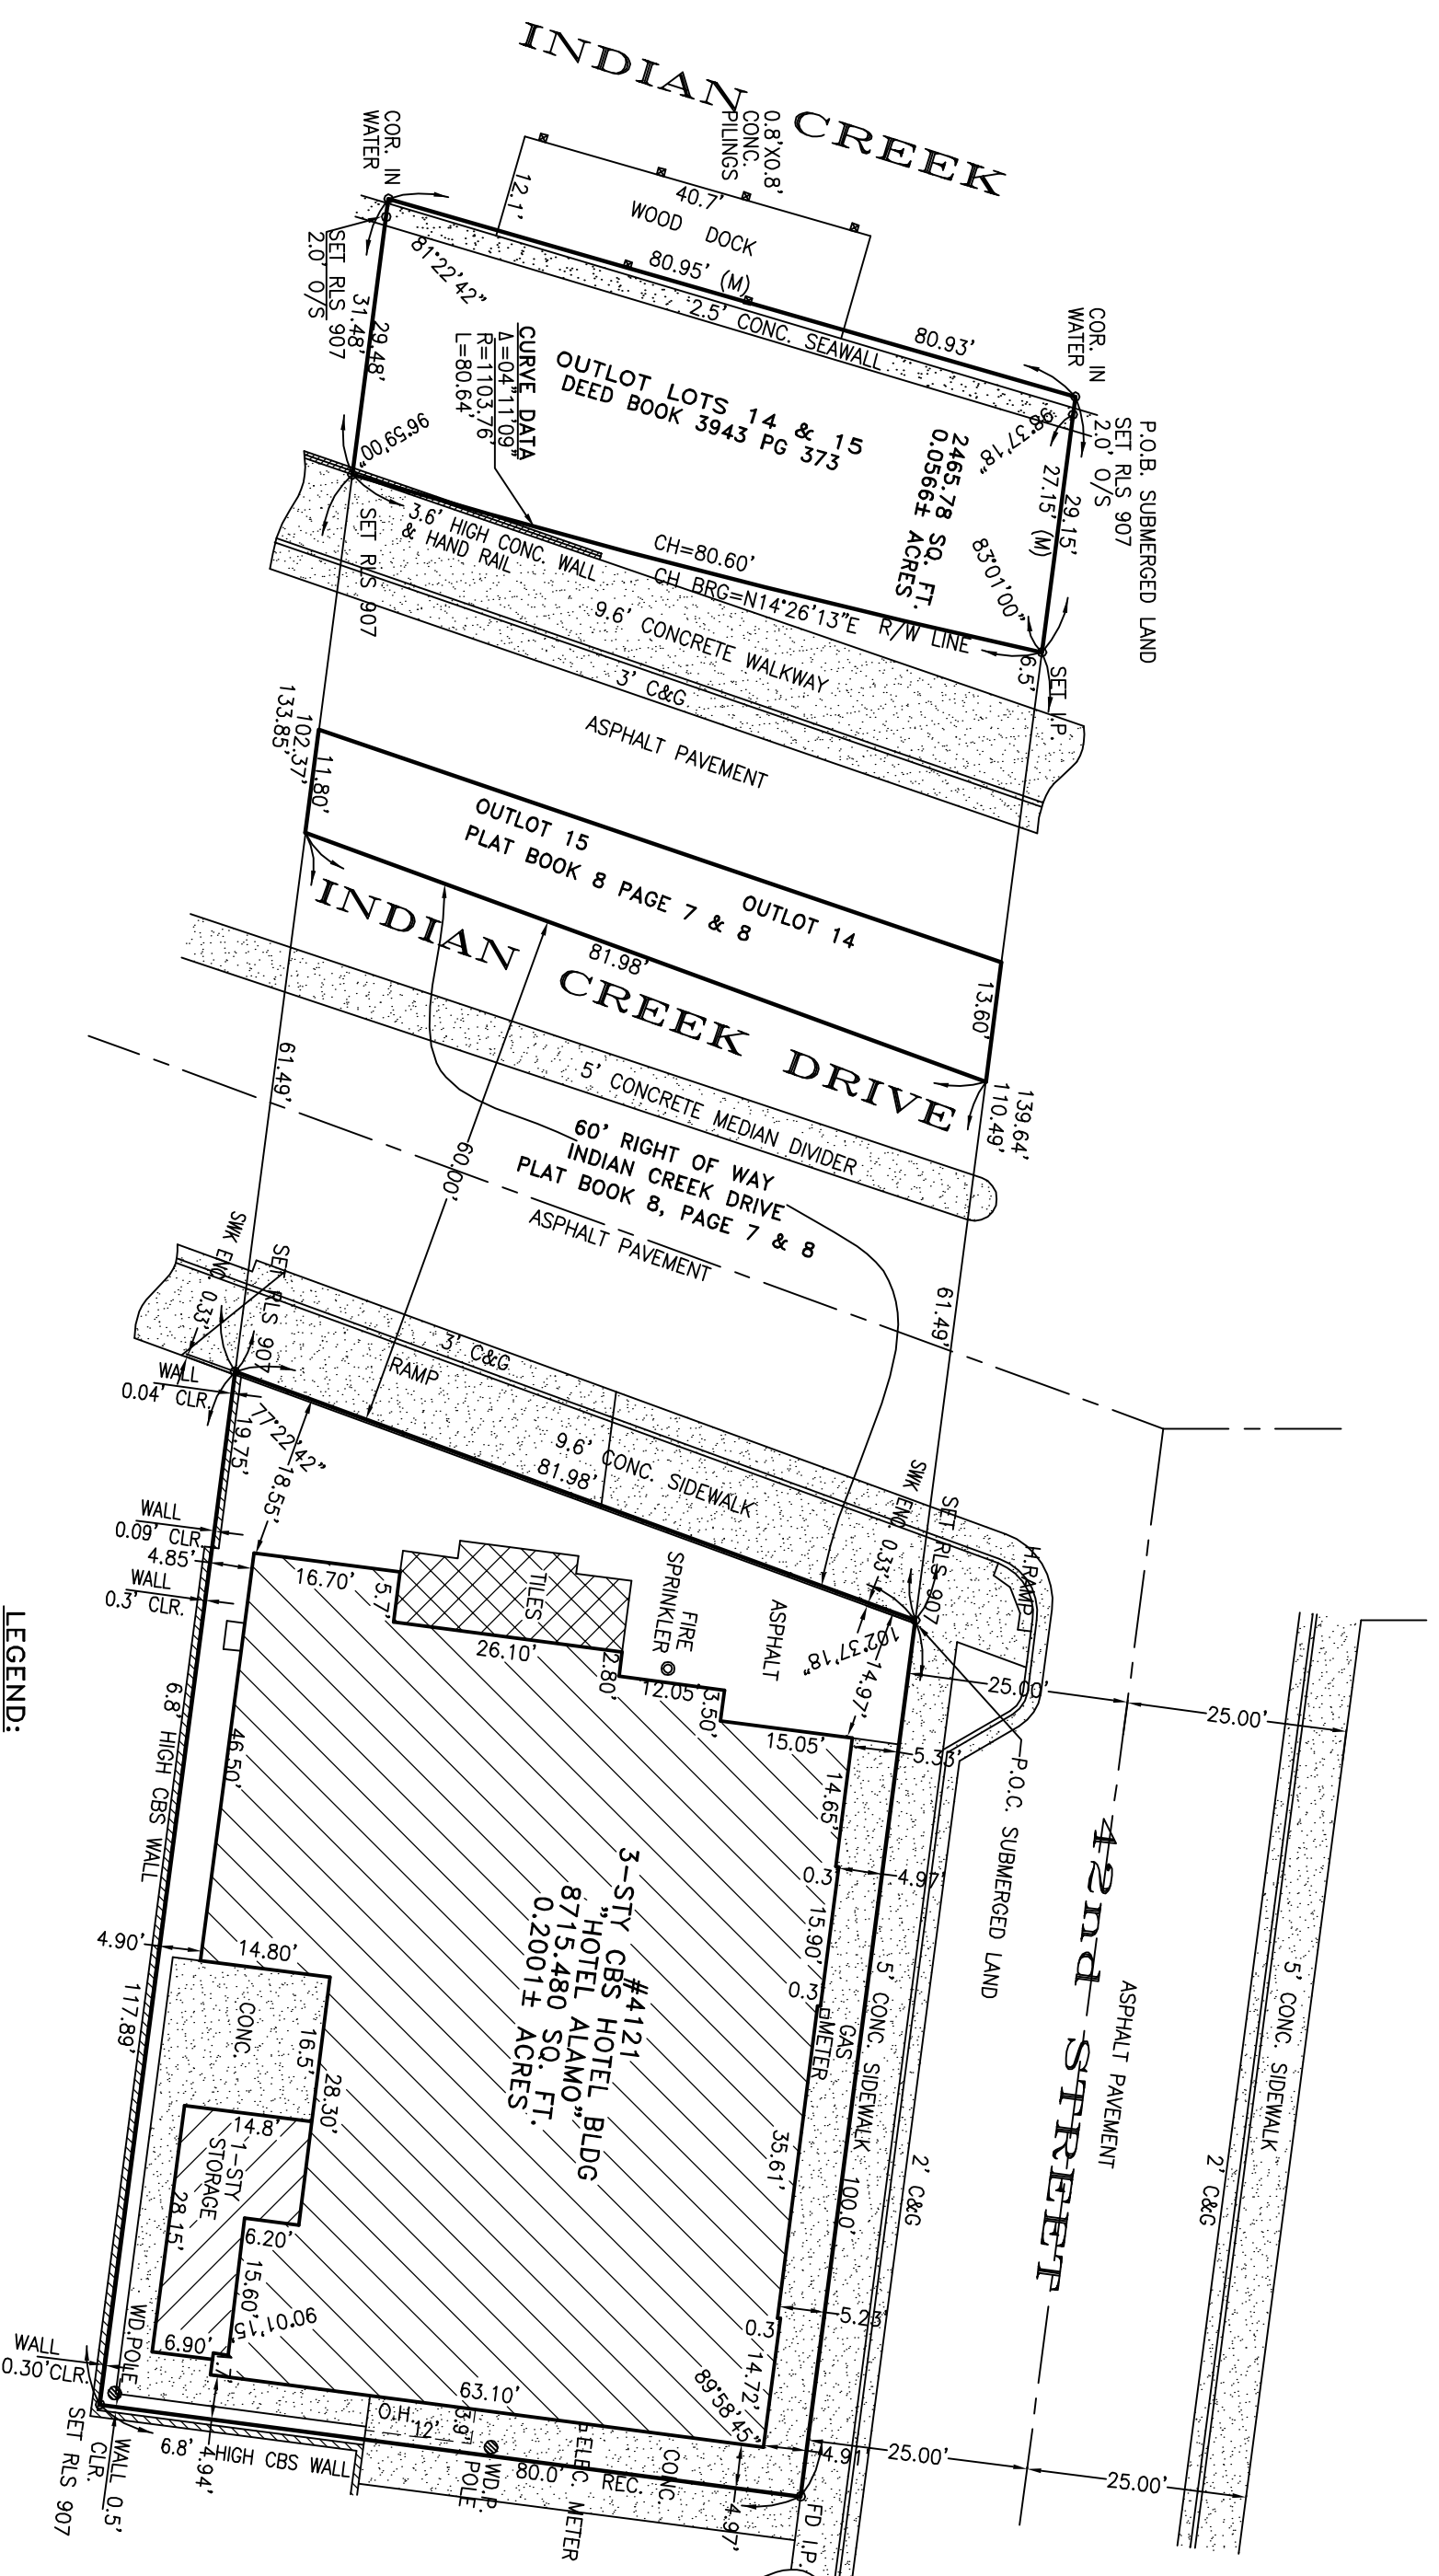 INDIAN CREEK
COR. IN
WATER
0.8'X0.8'
CONC.
PILINGS
12.1'
40.7'
WOOD DOCK
80.95' (M)
80.93'
2.5' CONC. SEAWALL
COR. IN
WATER
P.O.B. SUBMERGED LAND
SET RLS 907
2.0' O/S
81°22'42"
98°37'18"
SET RLS 907
2.0' O/S
29.48'
31.48'
29.15'
27.15' (M)
OUTLOT LOTS 14 & 15
DEED BOOK 3943 PG 373
2465.78 SQ. FT.
0.0566± ACRES
CURVE DATA
Δ=04°11'09"
R=1103.76'
L=80.64'
96°59'00"
83°01'00"
CH=80.60'
CH BRG=N14°26'13"E R/W LINE
SET RLS 907
3.6' HIGH CONC. WALL
& HAND RAIL
9.6' CONCRETE WALKWAY
3' C&G
6.5'
SET I.P.
ASPHALT PAVEMENT
102.37'
133.85'
11.80'
OUTLOT 15
OUTLOT 14
PLAT BOOK 8 PAGE 7 & 8
13.60'
139.64'
110.49'
81.98'
INDIAN CREEK DRIVE
5' CONCRETE MEDIAN DIVIDER
61.49'
60.00'
60' RIGHT OF WAY
INDIAN CREEK DRIVE
PLAT BOOK 8, PAGE 7 & 8
ASPHALT PAVEMENT
61.49'
SWK ENC. 0.33'
SET RLS 907
3' C&G
RAMP
9.6' CONC. SIDEWALK
81.98'
SWK ENC. 0.33'
SET RLS 907
H.RAMP
WALL
0.04' CLR.
77°22'42"
19.75'
18.55'
102°37'18"
14.97'
WALL
0.09' CLR.
4.85'
WALL
0.3' CLR.
16.70'
5.7'
TILES
26.10'
2.80'
FIRE
SPRINKLER
12.05'
3.50'
ASPHALT
15.05'
25.00'
25.00'
5.33'
P.O.C. SUBMERGED LAND
14.65'
0.3'
4.97'
15.90'
0.3'
GAS
METER
5' CONC. SIDEWALK
100.0'
2' C&G
42nd STREET
ASPHALT PAVEMENT
5' CONC. SIDEWALK
2' C&G
6.8' HIGH CBS WALL
46.50'
#4121
3-STY CBS HOTEL BLDG
"HOTEL ALAMO"
8715.480 SQ. FT.
0.2001± ACRES.
35.61'
4.90'
14.80'
117.89'
CONC.
16.5'
28.30'
14.8'
1-STY
STORAGE
28.15'
6.20'
15.60'
90°01'15"
6.90'
63.10'
89°58'45"
14.72'
0.3'
5.23'
4.91'
25.00'
25.00'
WALL
0.30'CLR.
WD.POLE
O.H.
12'
3.9'
WD.P.
POLE.
ELEC. METER
CONC.
80.0' REC.
4.97'
FD I.P.
6.8' HIGH CBS WALL
4.94'
WALL 0.5'
CLR.
SET RLS 907
LEGEND: